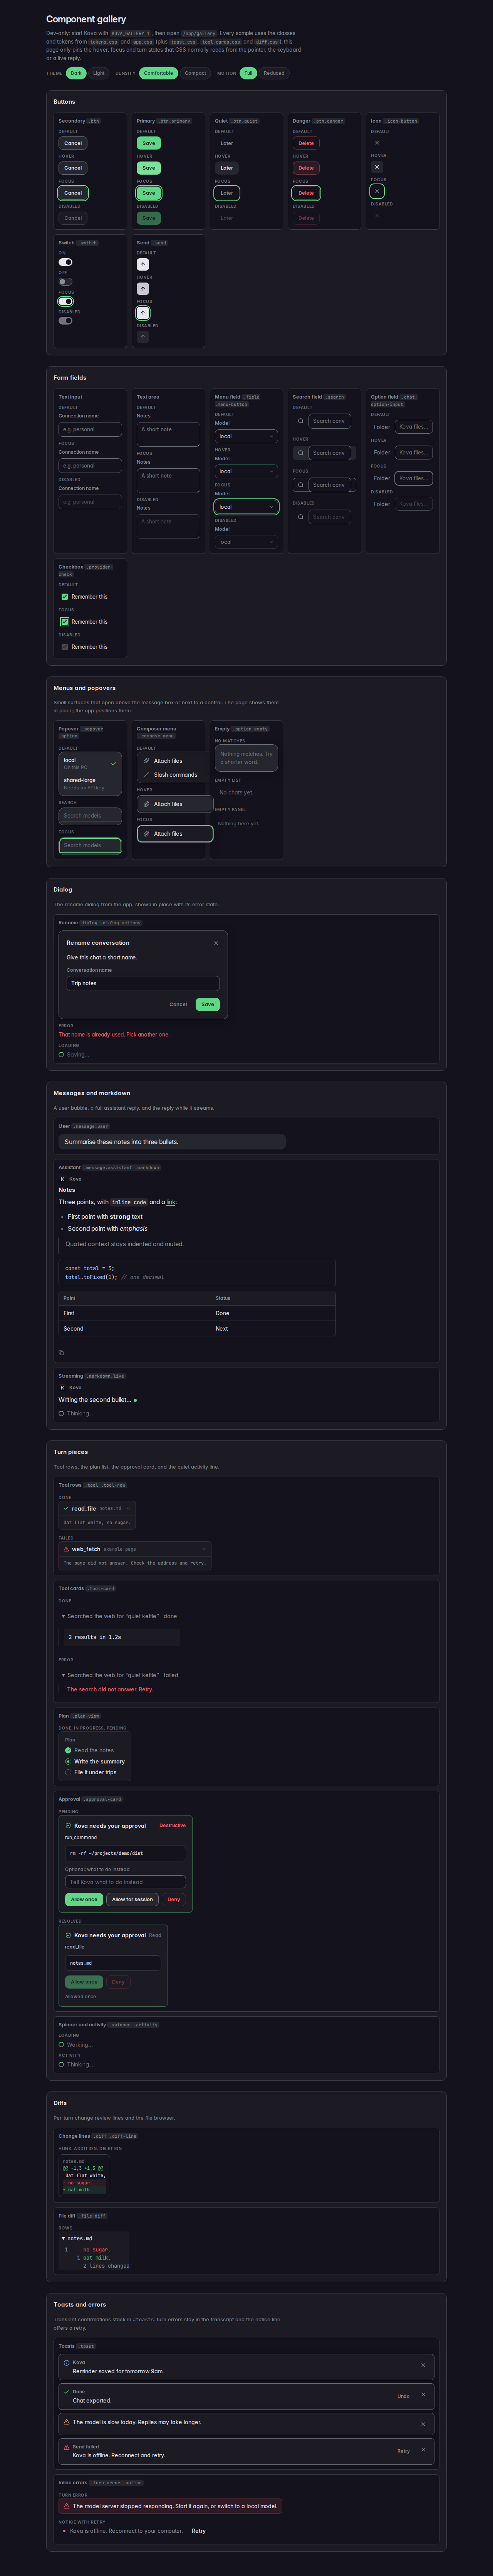 Component gallery
Dev-only: start Kova with KOVA_GALLERY=1, then open /app/gallery. Every sample uses the classes
and tokens from tokens.css and app.css (plus toast.css, tool-cards.css and diff.css); this
page only pins the hover, focus and turn states that CSS normally reads from the pointer, the keyboard
or a live reply.
THEME Dark Light DENSITY Comfortable Compact MOTION Full Reduced
Buttons
Secondary .btn
DEFAULT
Cancel
HOVER
Cancel
FOCUS
Cancel
DISABLED
Cancel
Primary .btn.primary
DEFAULT
Save
HOVER
Save
FOCUS
Save
DISABLED
Save
Quiet .btn.quiet
DEFAULT
Later
HOVER
Later
FOCUS
Later
DISABLED
Later
Danger .btn.danger
DEFAULT
Delete
HOVER
Delete
FOCUS
Delete
DISABLED
Delete
Icon .icon-button
DEFAULT
HOVER
FOCUS
DISABLED
Switch .switch
ON
OFF
FOCUS
DISABLED
Send .send
DEFAULT
HOVER
FOCUS
DISABLED
Form fields
Text input
DEFAULT
Connection name
e.g. personal
FOCUS
Connection name
e.g. personal
DISABLED
Connection name
e.g. personal
Text area
DEFAULT
Notes
A short note
FOCUS
Notes
A short note
DISABLED
Notes
A short note
Menu field .field
.menu-button
DEFAULT
Model
local
HOVER
Model
local
FOCUS
Model
local
DISABLED
Model
local
Search field .search
DEFAULT
Search conv
HOVER
Search conv
FOCUS
Search conv
DISABLED
Search conv
Option field .chat-
option-input
DEFAULT
Folder Kova files…
HOVER
Folder Kova files…
FOCUS
Folder Kova files…
DISABLED
Folder Kova files…
Checkbox .provider-
check
DEFAULT
Remember this
FOCUS
Remember this
DISABLED
Remember this
Menus and popovers
Small surfaces that open above the message box or next to a control. The page shows them
in place; the app positions them.
Popover .popover
.option
DEFAULT
local
On this PC
shared-large
Needs an API key
SEARCH
Search models
FOCUS
Search models
Composer menu
.composer-menu
DEFAULT
Attach files
Slash commands
HOVER
Attach files
FOCUS
Attach files
Empty .option-empty
NO MATCHES
Nothing matches. Try
a shorter word.
EMPTY LIST
No chats yet.
EMPTY PANEL
Nothing here yet.
Dialog
The rename dialog from the app, shown in place with its error state.
Rename dialog .dialog-actions
Rename conversation
Give this chat a short name.
Conversation name
Trip notes
Cancel Save
ERROR
That name is already used. Pick another one.
LOADING
Saving…
Messages and markdown
A user bubble, a full assistant reply, and the reply while it streams.
User .message.user
Summarise these notes into three bullets.
Assistant .message.assistant .markdown
Kova
Notes
Three points, with inline code and a link:
• First point with strong text
• Second point with emphasis
Quoted context stays indented and muted.
const total = 3;
total.toFixed(1); // one decimal
Point Status
First Done
Second Next
Streaming .markdown.live
Kova
Writing the second bullet…
Thinking…
Turn pieces
Tool rows, the plan list, the approval card, and the quiet activity line.
Tool rows .tool .tool-row
DONE
read_file notes.md
Oat flat white, no sugar.
FAILED
web_fetch example page
The page did not answer. Check the address and retry.
Tool cards .tool-card
DONE
▼ Searched the web for “quiet kettle” done
2 results in 1.2s
ERROR
▼ Searched the web for “quiet kettle” failed
The search did not answer. Retry.
Plan .plan-view
DONE, IN PROGRESS, PENDING
Plan
Read the notes
Write the summary
File it under trips
Approval .approval-card
PENDING
Kova needs your approval Destructive
run_command
rm -rf ~/projects/demo/dist
Optional: what to do instead
Tell Kova what to do instead
Allow once Allow for session Deny
RESOLVED
Kova needs your approval Read
read_file
notes.md
Allow once Deny
Allowed once
Spinner and activity .spinner .activity
LOADING
Working…
ACTIVITY
Thinking…
Diffs
Per-turn change review lines and the file browser.
Change lines .diff .diff-line
HUNK, ADDITION, DELETION
notes.md
@@ -1,3 +1,3 @@
Oat flat white,
- no sugar.
+ oat milk.
File diff .file-diff
ROWS
▼ notes.md
1 no sugar.
1 oat milk.
2 lines changed
Toasts and errors
Transient confirmations stack in #toasts; turn errors stay in the transcript and the notice line
offers a retry.
Toasts .toast
Kova
Reminder saved for tomorrow 9am.
Done
Chat exported.
Undo
The model is slow today. Replies may take longer.
Send failed
Kova is offline. Reconnect and retry.
Retry
Inline errors .turn-error .notice
TURN ERROR
The model server stopped responding. Start it again, or switch to a local model.
NOTICE WITH RETRY
Kova is offline. Reconnect to your computer. Retry